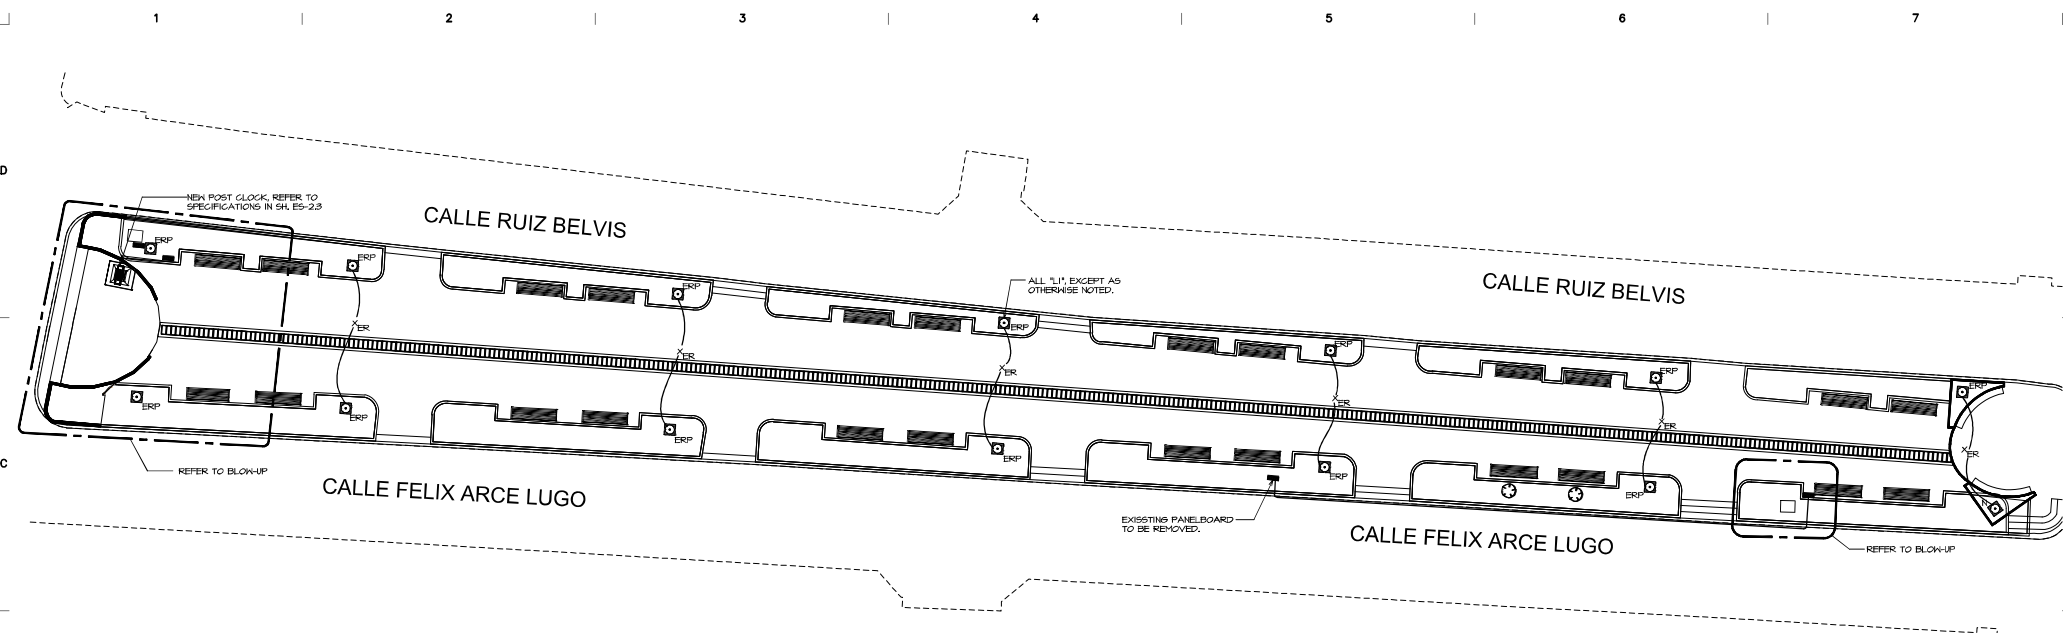 1 2 3 4 5 6 7
D
NEW POST CLOCK, REFER TO
SPECIFICATIONS IN SH. ES-2.3
CALLE RUIZ BELVIS
ERP
ERP
ALL "L1", EXCEPT AS
OTHERWISE NOTED.
CALLE RUIZ BELVIS
ERP
ERP
ERP
ERP
ERP
X ER
X ER
X ER
X ER
X ER
X ER
ERP
ERP
ERP
ERP
ERP
ERP
N
C
REFER TO BLOW-UP
CALLE FELIX ARCE LUGO
EXISSTING PANELBOARD
TO BE REMOVED.
CALLE FELIX ARCE LUGO
REFER TO BLOW-UP